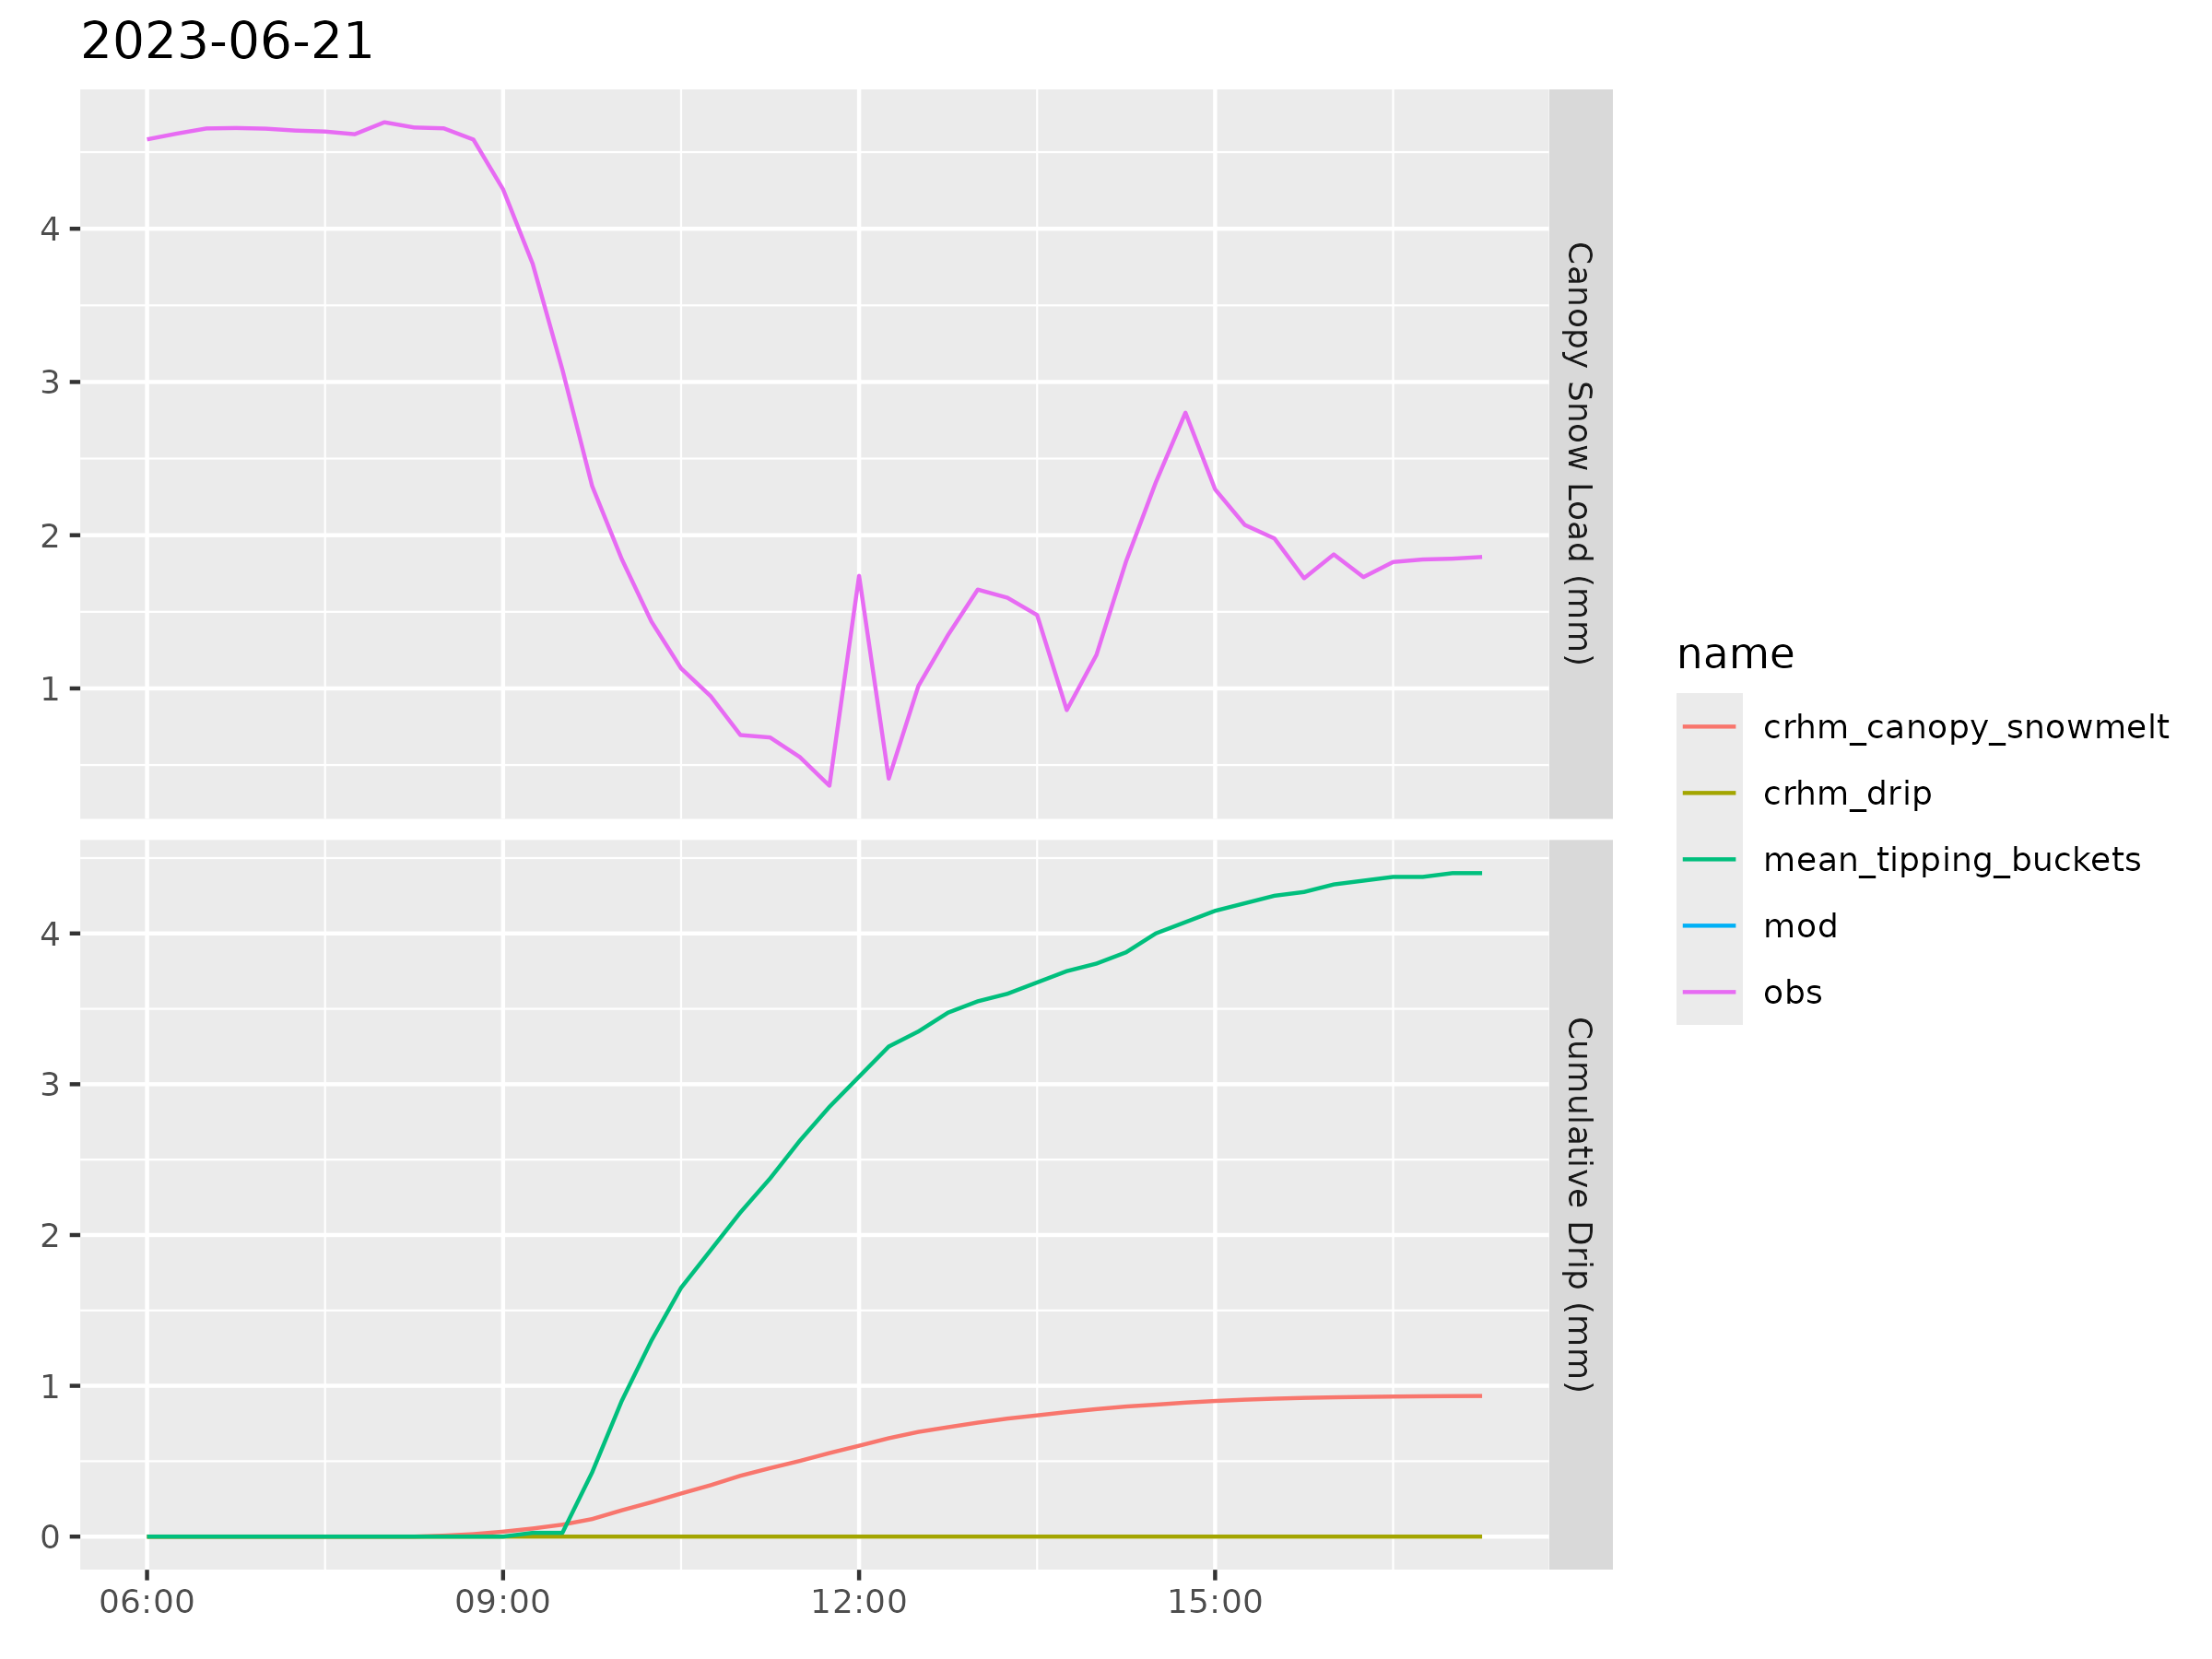 2023-06-21
4
3
2
1
Canopy Snow Load (mm)
4
3
2
1
0
Cumulative Drip (mm)
06:00
09:00
12:00
15:00
name
crhm_canopy_snowmelt
crhm_drip
mean_tipping_buckets
mod
obs